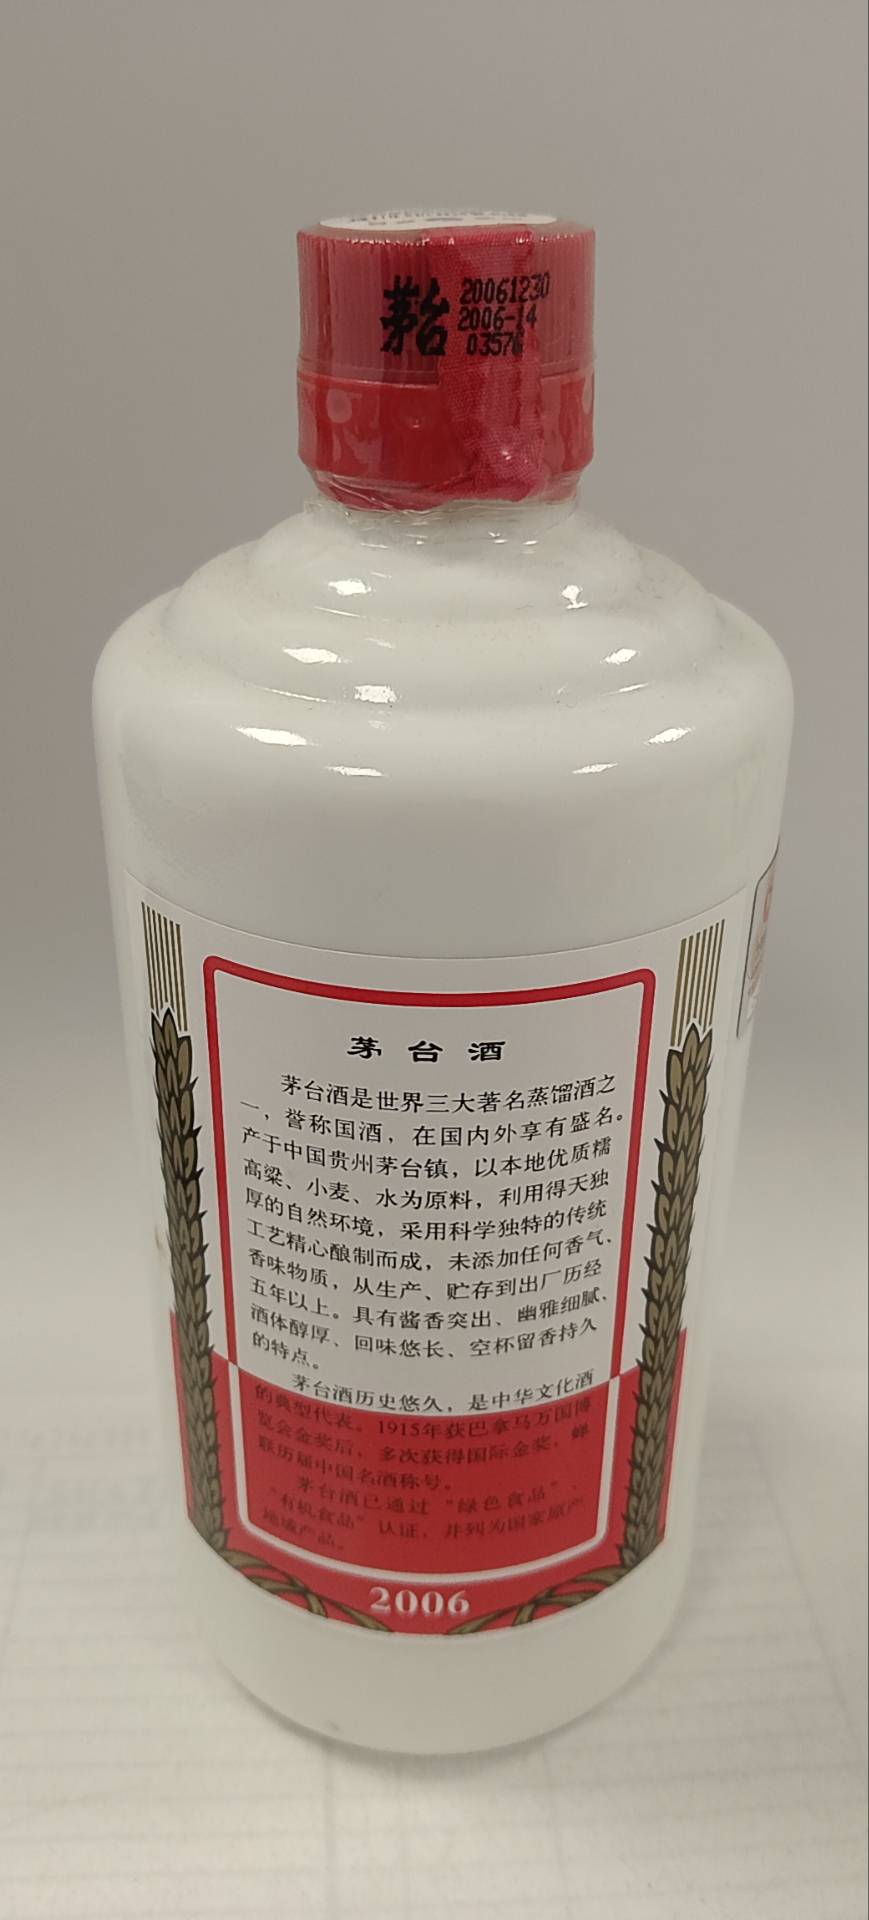 茅台
20061230
2006-14
03576
茅台酒
茅台酒是世界三大著名蒸馏酒之
一，誉称国酒，在国内外享有盛名。
产于中国贵州茅台镇，以本地优质糯
高粱、小麦、水为原料，利用得天独
厚的自然环境，采用科学独特的传统
工艺精心酿制而成，未添加任何香气、
香味物质，从生产、贮存到出厂历经
五年以上。具有酱香突出、幽雅细腻、
酒体醇厚、回味悠长、空杯留香持久
的特点。
茅台酒历史悠久，是中华文化酒
的典型代表。1915年获巴拿马万国博
览会金奖后，多次获得国际金奖，蝉
联历届中国名酒称号。
茅台酒已通过“绿色食品”、
“有机食品”认证，并列为国家原产
地域产品。
2006